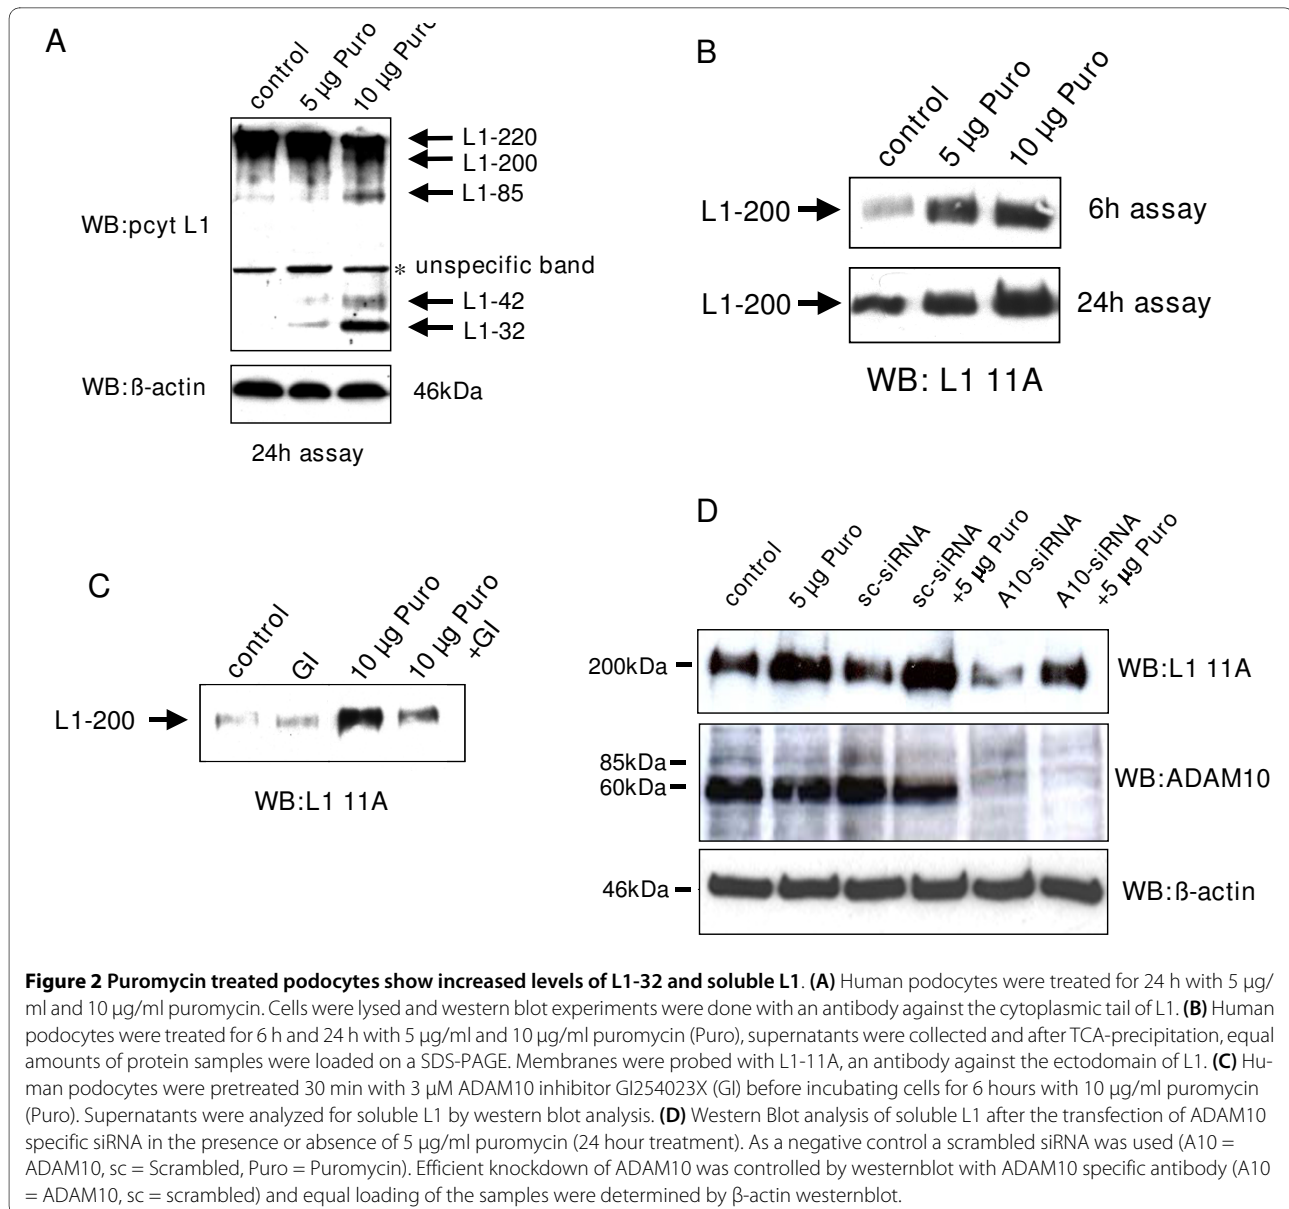 A
control
5 µg Puro
10 µg Puro
WB:pcyt L1
L1-220
L1-200
L1-85
* unspecific band
L1-42
L1-32
WB:ß-actin
46kDa
24h assay
B
control
5 µg Puro
10 µg Puro
L1-200
6h assay
L1-200
24h assay
WB: L1 11A
C
control
GI
10 µg Puro
10 µg Puro
+GI
L1-200
WB:L1 11A
D
control
5 µg Puro
sc-siRNA
sc-siRNA
+5 µg Puro
A10-siRNA
A10-siRNA
+5 µg Puro
200kDa
WB:L1 11A
85kDa
60kDa
WB:ADAM10
46kDa
WB:ß-actin
Figure 2 Puromycin treated podocytes show increased levels of L1-32 and soluble L1. (A) Human podocytes were treated for 24 h with 5 µg/
ml and 10 µg/ml puromycin. Cells were lysed and western blot experiments were done with an antibody against the cytoplasmic tail of L1. (B) Human
podocytes were treated for 6 h and 24 h with 5 µg/ml and 10 µg/ml puromycin (Puro), supernatants were collected and after TCA-precipitation, equal
amounts of protein samples were loaded on a SDS-PAGE. Membranes were probed with L1-11A, an antibody against the ectodomain of L1. (C) Hu-
man podocytes were pretreated 30 min with 3 µM ADAM10 inhibitor GI254023X (GI) before incubating cells for 6 hours with 10 µg/ml puromycin
(Puro). Supernatants were analyzed for soluble L1 by western blot analysis. (D) Western Blot analysis of soluble L1 after the transfection of ADAM10
specific siRNA in the presence or absence of 5 µg/ml puromycin (24 hour treatment). As a negative control a scrambled siRNA was used (A10 =
ADAM10, sc = Scrambled, Puro = Puromycin). Efficient knockdown of ADAM10 was controlled by westernblot with ADAM10 specific antibody (A10
= ADAM10, sc = scrambled) and equal loading of the samples were determined by β-actin westernblot.